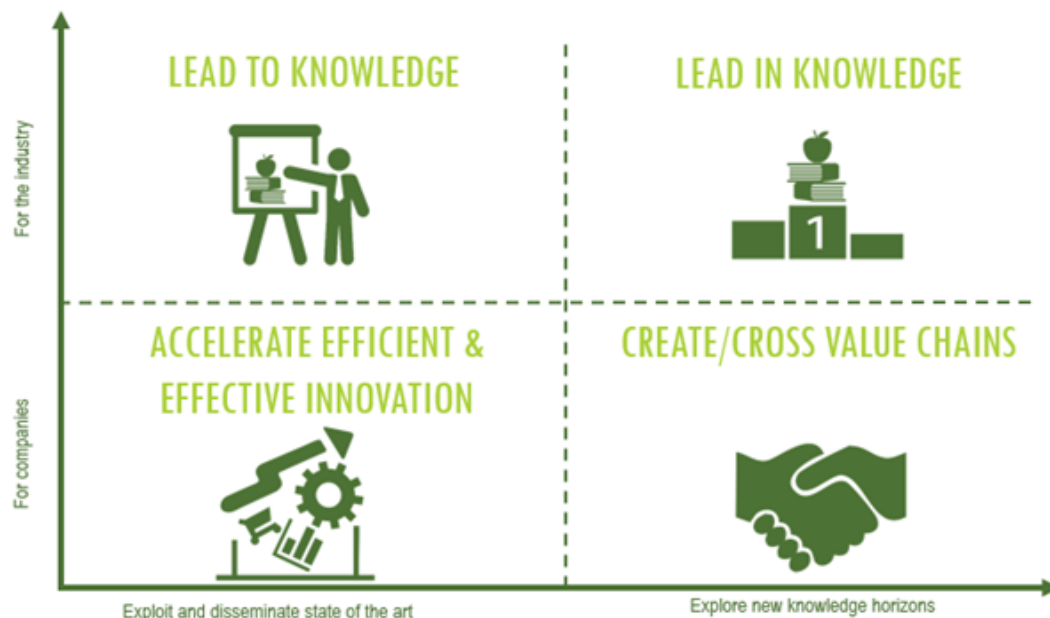 LEAD TO KNOWLEDGE
LEAD IN KNOWLEDGE
For the industry
1
ACCELERATE EFFICIENT &
EFFECTIVE INNOVATION
CREATE/CROSS VALUE CHAINS
For companies
Exploit and disseminate state of the art
Explore new knowledge horizons